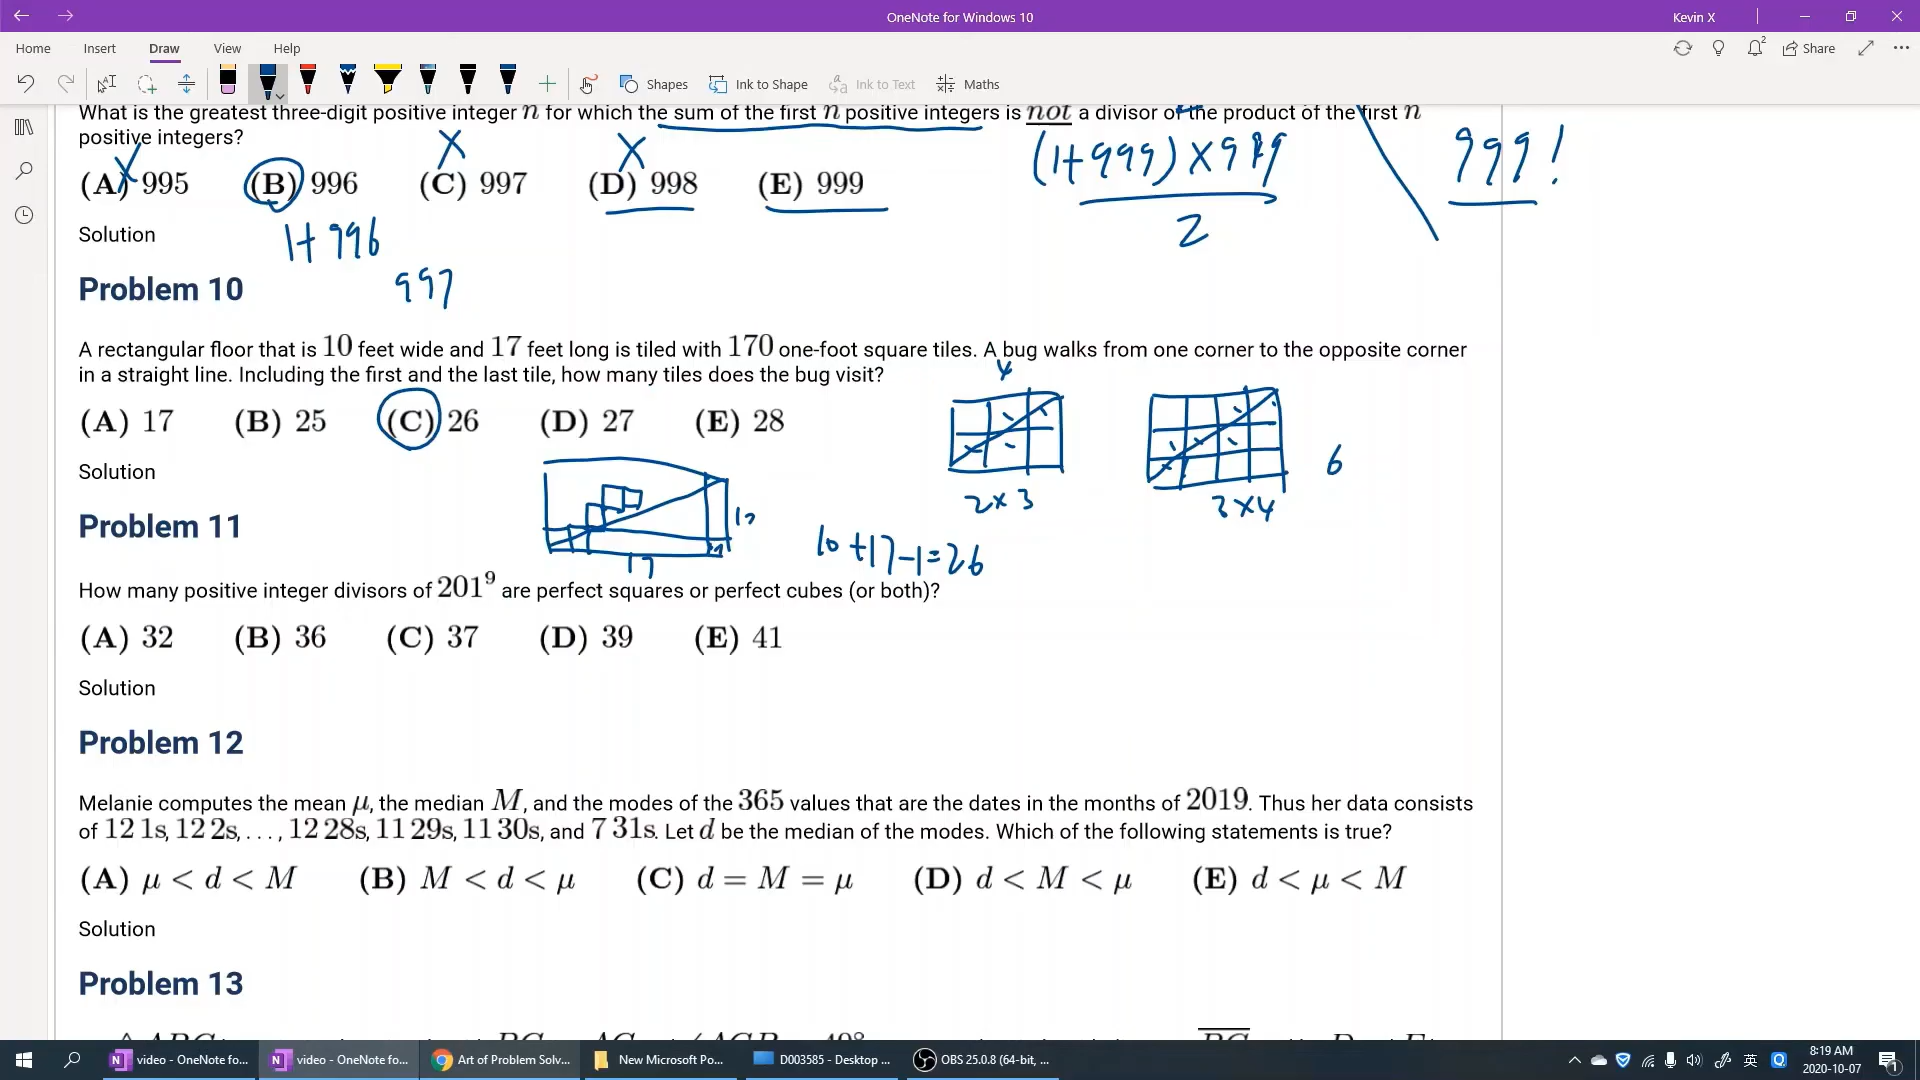 OneNote for Windows 10
Kevin X
Home Insert Draw View Help
Share
Shapes Ink to Shape Ink to Text Maths
What is the greatest three-digit positive integer n for which the sum of the first n positive integers is not a divisor of the product of the first n
positive integers?
(1+999)×999
2
999!
(A) 995 (B) 996 (C) 997 (D) 998 (E) 999
Solution
1+996
997
Problem 10
A rectangular floor that is 10 feet wide and 17 feet long is tiled with 170 one-foot square tiles. A bug walks from one corner to the opposite corner
in a straight line. Including the first and the last tile, how many tiles does the bug visit?
4
(A) 17 (B) 25 (C) 26 (D) 27 (E) 28
6
Solution
2×3
3×4
17
10+17-1=26
Problem 11
How many positive integer divisors of 201⁹ are perfect squares or perfect cubes (or both)?
(A) 32 (B) 36 (C) 37 (D) 39 (E) 41
Solution
Problem 12
Melanie computes the mean μ, the median M, and the modes of the 365 values that are the dates in the months of 2019. Thus her data consists
of 12 1s, 12 2s, . . . , 12 28s, 11 29s, 11 30s, and 7 31s. Let d be the median of the modes. Which of the following statements is true?
(A) μ < d < M (B) M < d < μ (C) d = M = μ (D) d < M < μ (E) d < μ < M
Solution
Problem 13
video - OneNote fo...
video - OneNote fo...
Art of Problem Solv...
New Microsoft Po...
D003585 - Desktop ...
OBS 25.0.8 (64-bit, ...
英
8:19 AM
2020-10-07